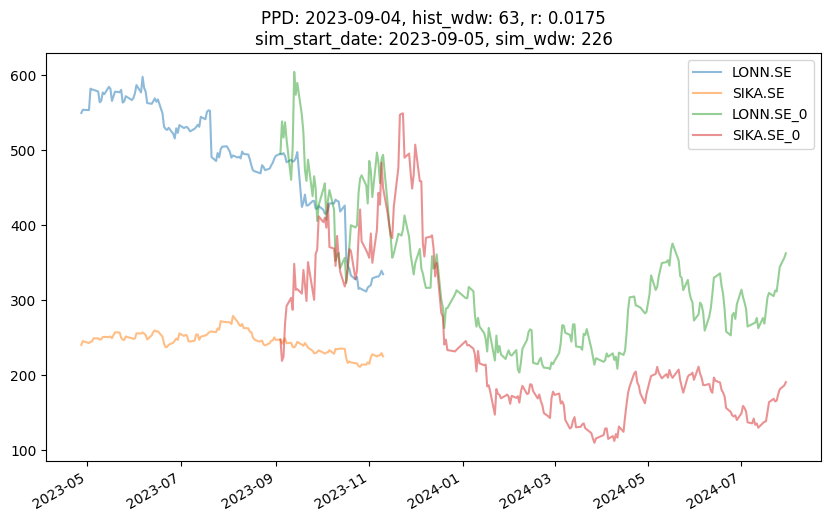 PPD: 2023-09-04, hist_wdw: 63, r: 0.0175
sim_start_date: 2023-09-05, sim_wdw: 226
LONN.SE
SIKA.SE
LONN.SE_0
SIKA.SE_0
600
500
400
300
200
100
2023-05
2023-07
2023-09
2023-11
2024-01
2024-03
2024-05
2024-07